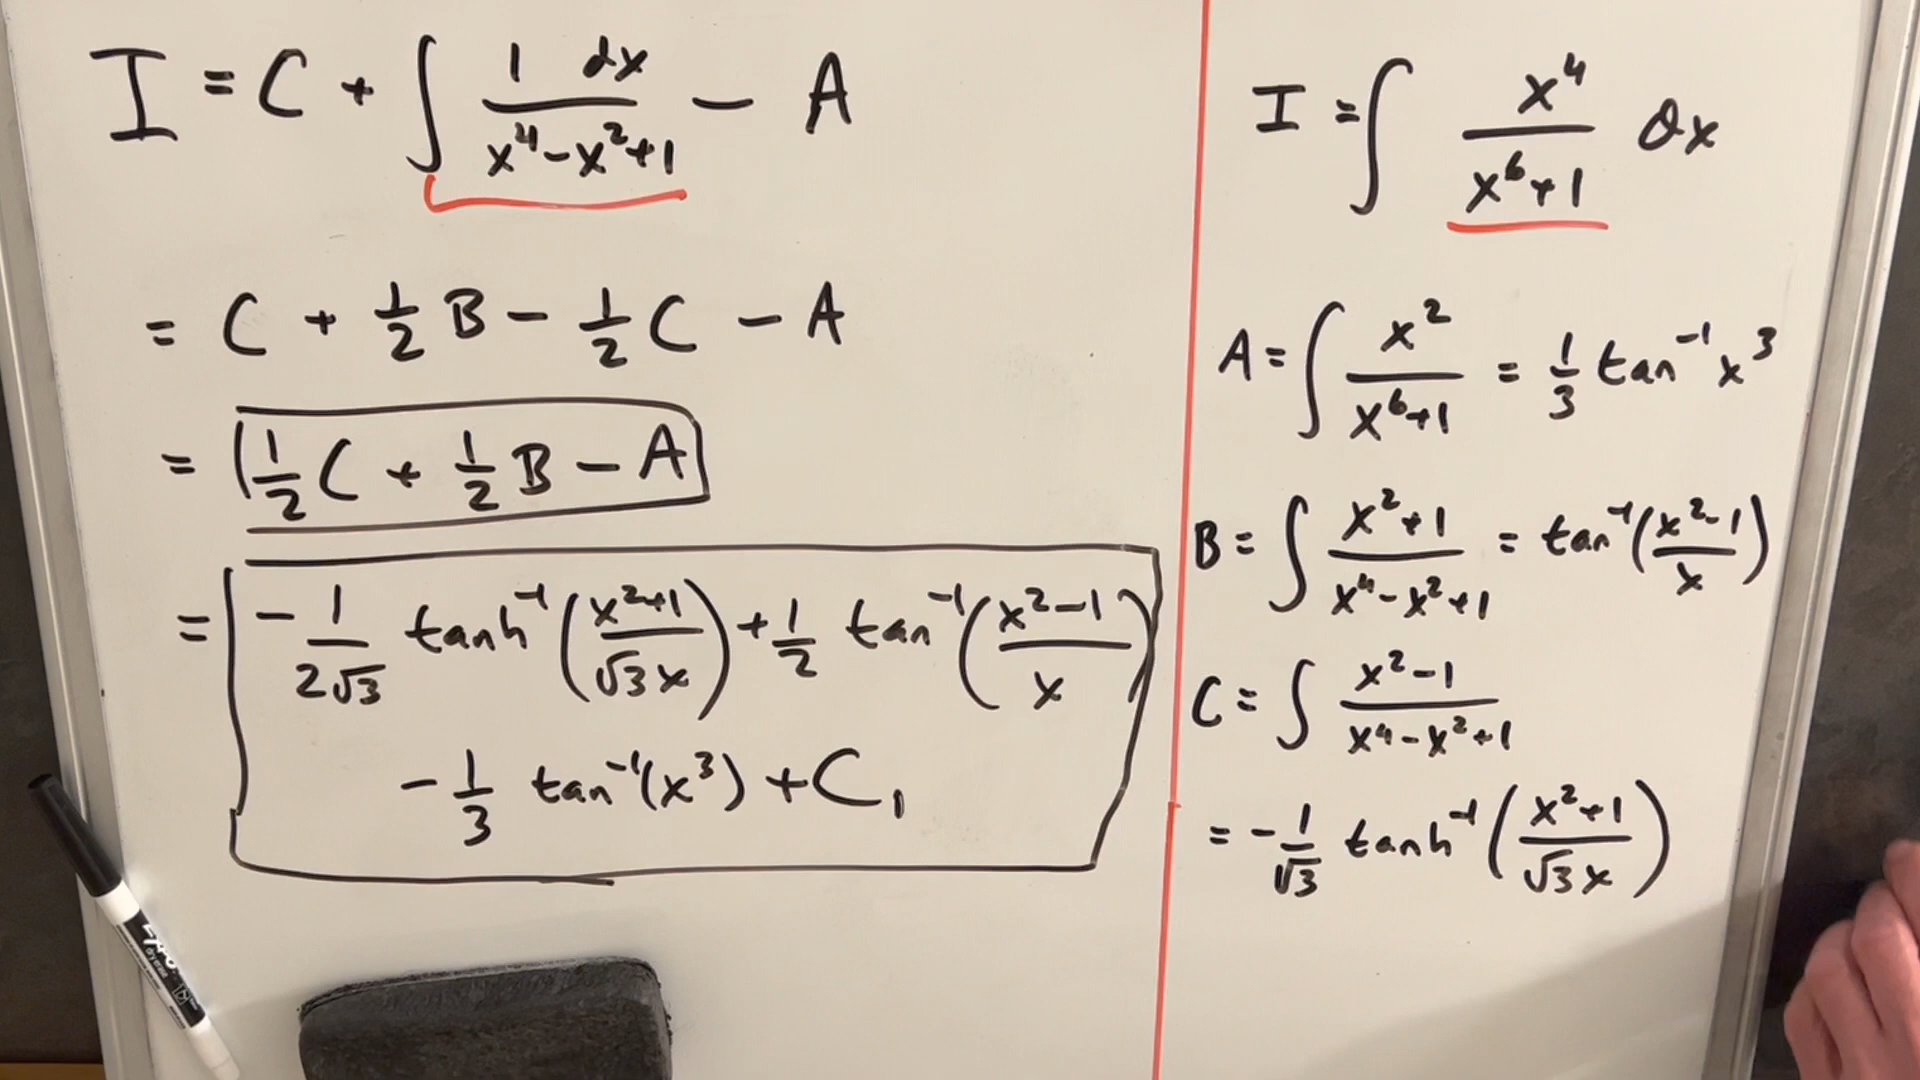 I = C + ∫ 1 dx / (x⁴-x²+1) - A
= C + 1/2 B - 1/2 C - A
= 1/2 C + 1/2 B - A
= - 1/(2√3) tanh⁻¹((x²+1)/(√3x)) + 1/2 tan⁻¹((x²-1)/x)
- 1/3 tan⁻¹(x³) + C₁
I = ∫ x⁴/(x⁶+1) dx
A = ∫ x²/(x⁶+1) = 1/3 tan⁻¹ x³
B = ∫ (x²+1)/(x⁴-x²+1) = tan⁻¹((x²-1)/x)
C = ∫ (x²-1)/(x⁴-x²+1)
= - 1/√3 tanh⁻¹((x²+1)/(√3x))